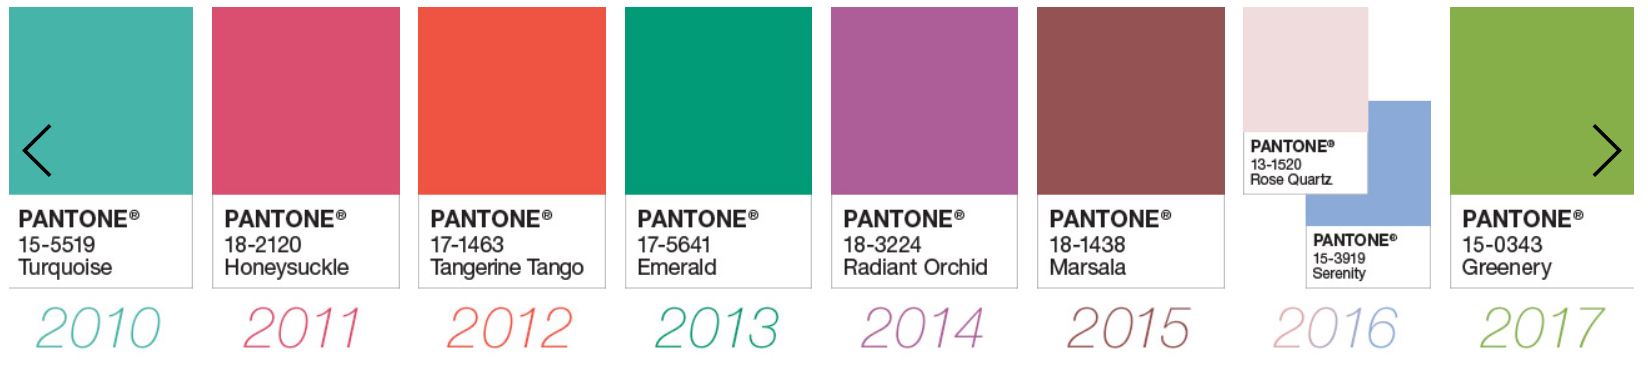 PANTONE®
15-5519
Turquoise
2010
PANTONE®
18-2120
Honeysuckle
2011
PANTONE®
17-1463
Tangerine Tango
2012
PANTONE®
17-5641
Emerald
2013
PANTONE®
18-3224
Radiant Orchid
2014
PANTONE®
18-1438
Marsala
2015
PANTONE®
13-1520
Rose Quartz
PANTONE®
15-3919
Serenity
2016
PANTONE®
15-0343
Greenery
2017